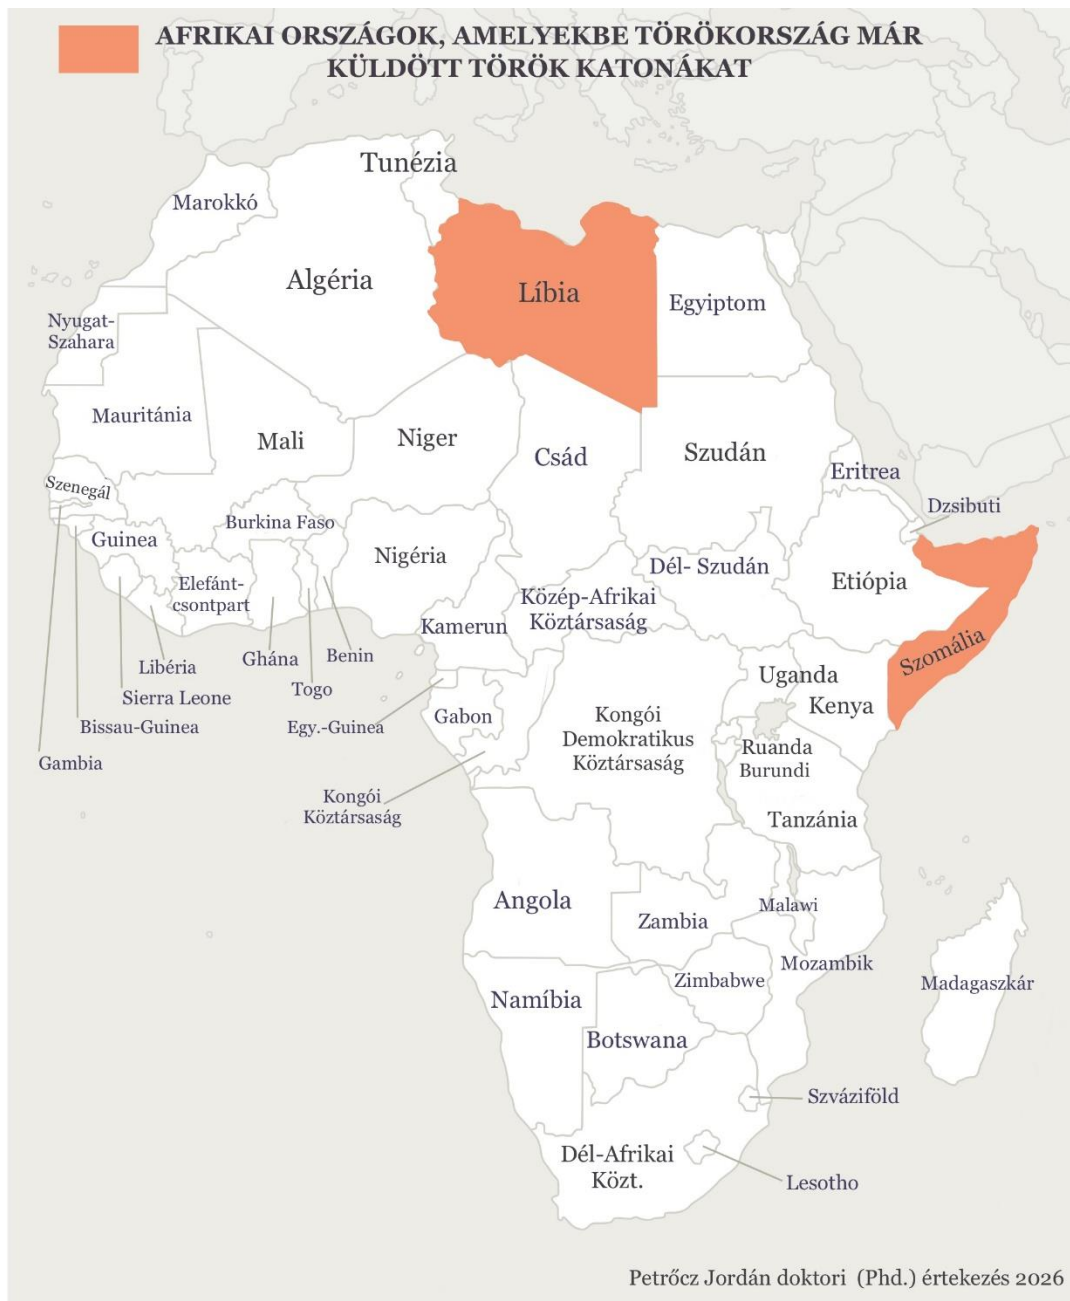 AFRIKAI ORSZÁGOK, AMELYEKBE TÖRÖKORSZÁG MÁR
KÜLDÖTT TÖRÖK KATONÁKAT
Tunézia
Marokkó
Algéria
Líbia
Egyiptom
Nyugat-
Szahara
Mauritánia
Mali
Niger
Csád
Szudán
Eritrea
Szenegál
Dzsibuti
Burkina Faso
Guinea
Nigéria
Dél- Szudán
Etiópia
Elefánt-
csontpart
Közép-Afrikai
Köztársaság
Kamerun
Szomália
Libéria
Ghána
Benin
Uganda
Sierra Leone
Togo
Kenya
Bissau-Guinea
Egy.-Guinea
Gabon
Kongói
Demokratikus
Köztársaság
Ruanda
Burundi
Gambia
Kongói
Köztársaság
Tanzánia
Angola
Zambia
Malawi
Mozambik
Zimbabwe
Madagaszkár
Namíbia
Botswana
Szváziföld
Dél-Afrikai
Közt.
Lesotho
Petrőcz Jordán doktori (Phd.) értekezés 2026